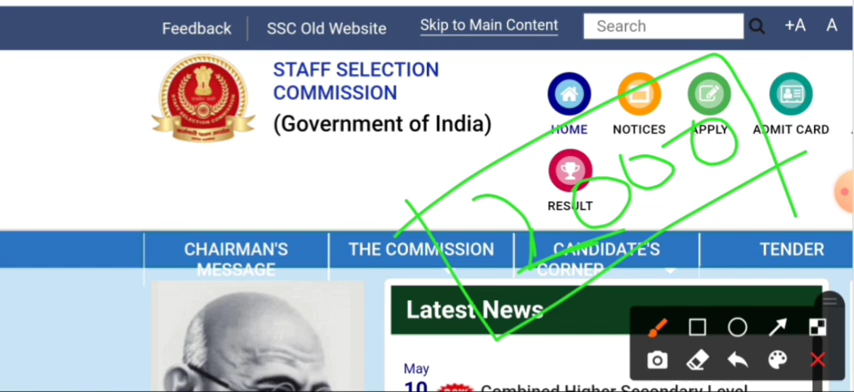 Feedback
SSC Old Website
Skip to Main Content
Search
+A
A
STAFF SELECTION
COMMISSION
(Government of India)
HOME
NOTICES
APPLY
ADMIT CARD
RESULT
2000
CHAIRMAN'S
MESSAGE
THE COMMISSION
CANDIDATE'S
CORNER
TENDER
Latest News
May
10
Combined Higher Secondary Level